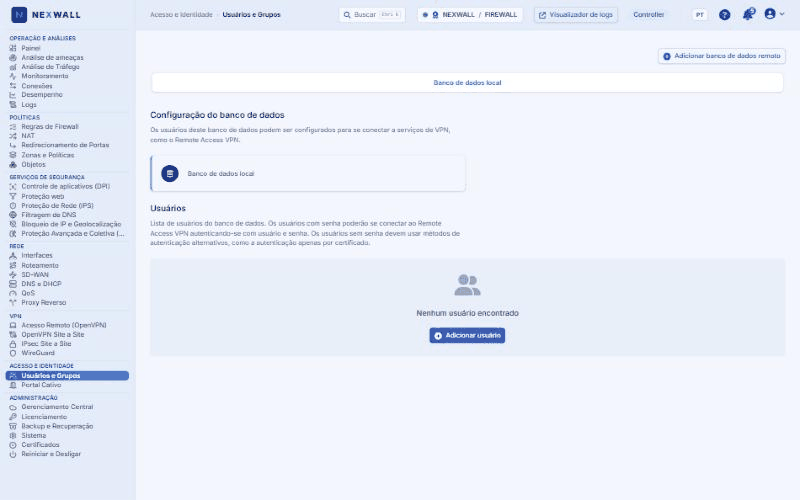 NEXWALL
Acesso e Identidade
Usuários e Grupos
Buscar
Ctrl k
NEXWALL / FIREWALL
Visualizador de logs
Controller
PT
OPERAÇÃO E ANÁLISES
Painel
Análise de ameaças
Análise de Tráfego
Monitoramento
Conexões
Desempenho
Logs
POLÍTICAS
Regras de Firewall
NAT
Redirecionamento de Portas
Zonas e Políticas
Objetos
SERVIÇOS DE SEGURANÇA
Controle de aplicativos (DPI)
Proteção web
Proteção de Rede (IPS)
Filtragem de DNS
Bloqueio de IP e Geolocalização
Proteção Avançada e Coletiva (...
REDE
Interfaces
Roteamento
SD-WAN
DNS e DHCP
QoS
Proxy Reverso
VPN
Acesso Remoto (OpenVPN)
OpenVPN Site a Site
IPsec Site a Site
WireGuard
ACESSO E IDENTIDADE
Usuários e Grupos
Portal Cativo
ADMINISTRAÇÃO
Gerenciamento Central
Licenciamento
Backup e Recuperação
Sistema
Certificados
Reiniciar e Desligar
Adicionar banco de dados remoto
Banco de dados local
Configuração do banco de dados
Os usuários deste banco de dados podem ser configurados para se conectar a serviços de VPN,
como o Remote Access VPN.
Banco de dados local
Usuários
Lista de usuários do banco de dados. Os usuários com senha poderão se conectar ao Remote
Access VPN autenticando-se com usuário e senha. Os usuários sem senha devem usar métodos de
autenticação alternativos, como a autenticação apenas por certificado.
Nenhum usuário encontrado
Adicionar usuário